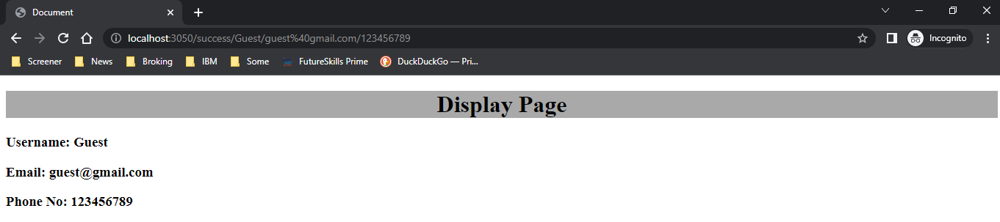 Document
localhost:3050/success/Guest/guest%40gmail.com/123456789
Incognito
Screener News Broking IBM Some FutureSkills Prime DuckDuckGo — Pri...
Display Page
Username: Guest
Email: guest@gmail.com
Phone No: 123456789